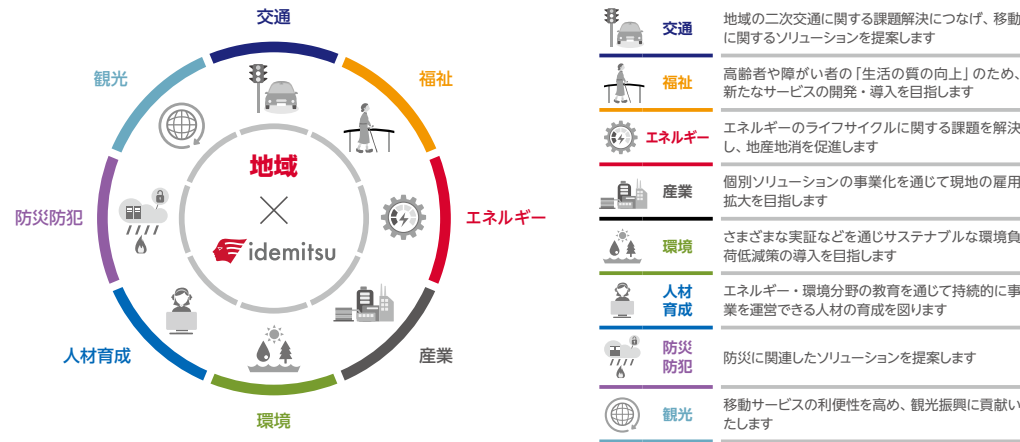 交通
福祉
エネルギー
産業
環境
人材育成
防災防犯
観光
地域
×
idemitsu
交通
地域の二次交通に関する課題解決につなげ、移動
に関するソリューションを提案します
福祉
高齢者や障がい者の「生活の質の向上」のため、
新たなサービスの開発・導入を目指します
エネルギー
エネルギーのライフサイクルに関する課題を解決
し、地産地消を促進します
産業
個別ソリューションの事業化を通じて現地の雇用
拡大を目指します
環境
さまざまな実証などを通じサステナブルな環境負
荷低減策の導入を目指します
人材
育成
エネルギー・環境分野の教育を通じて持続的に事
業を運営できる人材の育成を図ります
防災
防犯
防災に関連したソリューションを提案します
観光
移動サービスの利便性を高め、観光振興に貢献い
たします